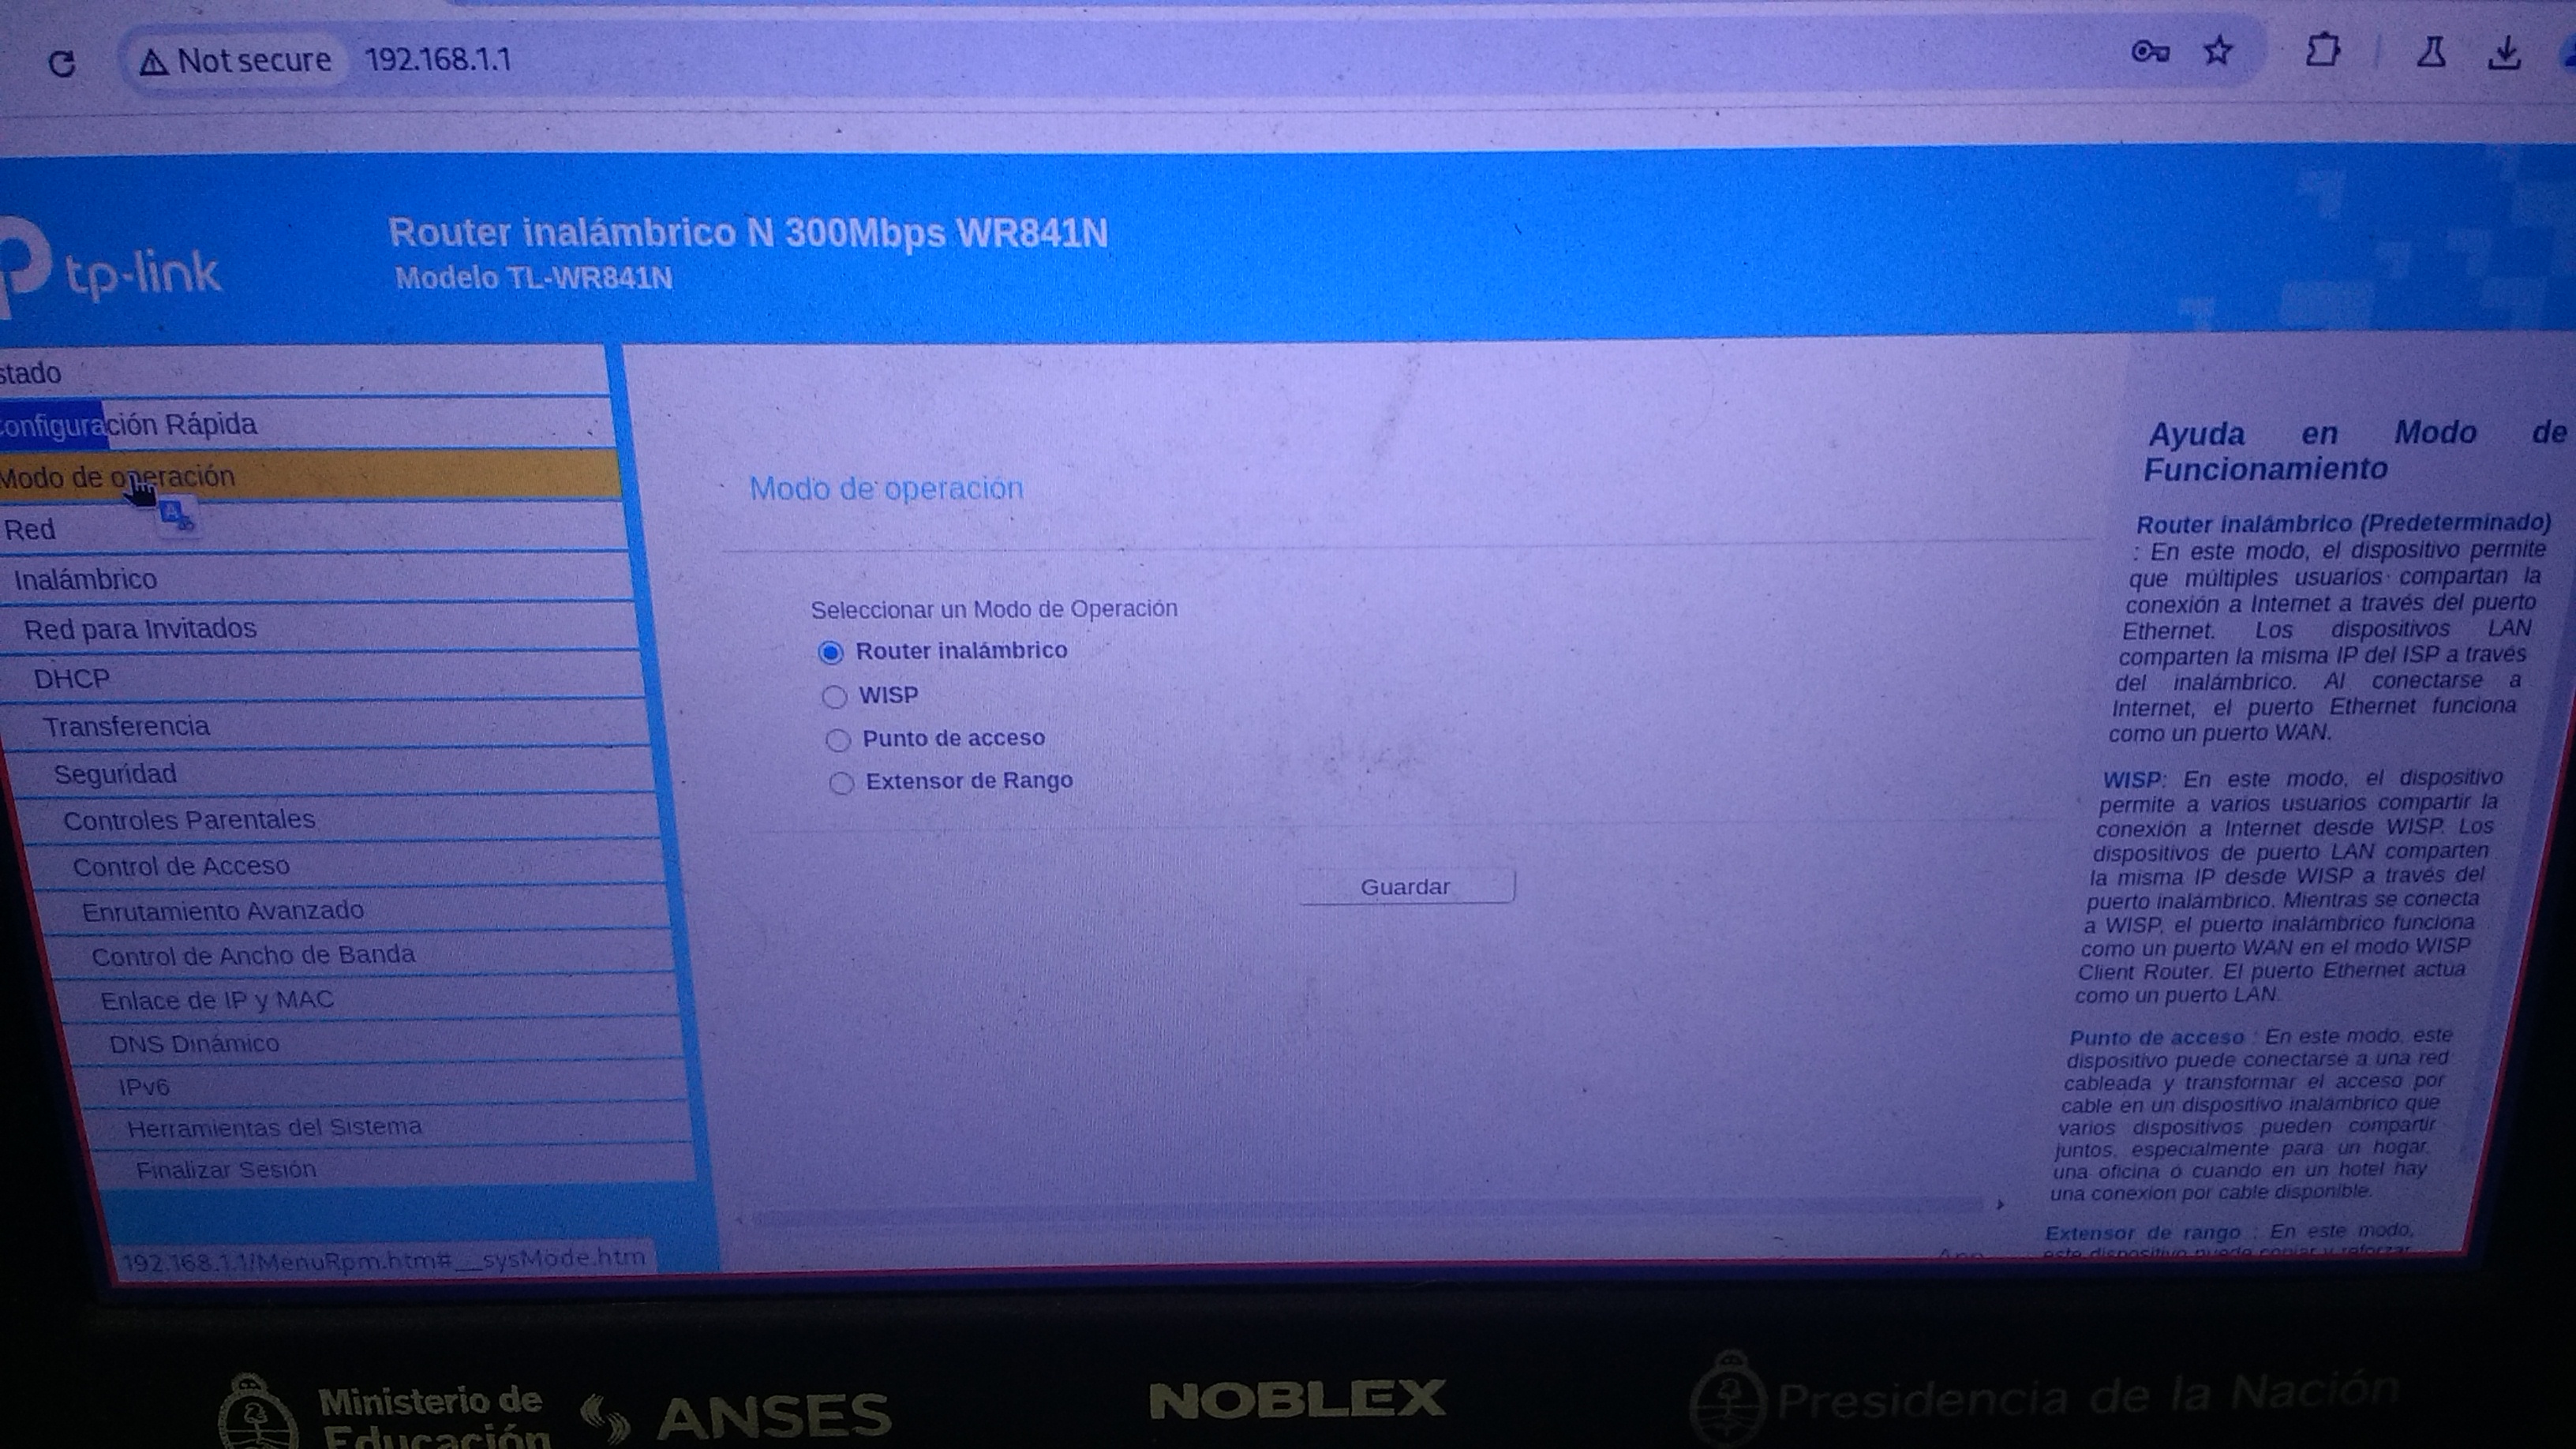 Not secure
192.168.1.1
tp-link
Router inalámbrico N 300Mbps WR841N
Modelo TL-WR841N
stado
Configuración Rápida
Modo de operación
Red
Inalámbrico
Red para Invitados
DHCP
Transferencia
Seguridad
Controles Parentales
Control de Acceso
Enrutamiento Avanzado
Control de Ancho de Banda
Enlace de IP y MAC
DNS Dinámico
IPv6
Herramientas del Sistema
Finalizar Sesión
192.168.1.1/MenuRpm.htm#__sysMode.htm
Modo de operación
Seleccionar un Modo de Operación
Router inalámbrico
WISP
Punto de acceso
Extensor de Rango
Guardar
Ayuda en Modo de
Funcionamiento
Router inalámbrico (Predeterminado)
: En este modo, el dispositivo permite
que múltiples usuarios compartan la
conexión a Internet a través del puerto
Ethernet. Los dispositivos LAN
comparten la misma IP del ISP a través
del inalámbrico. Al conectarse a
Internet, el puerto Ethernet funciona
como un puerto WAN.
WISP: En este modo, el dispositivo
permite a varios usuarios compartir la
conexión a Internet desde WISP. Los
dispositivos de puerto LAN comparten
la misma IP desde WISP a través del
puerto inalámbrico. Mientras se conecta
a WISP, el puerto inalámbrico funciona
como un puerto WAN en el modo WISP
Client Router. El puerto Ethernet actúa
como un puerto LAN.
Punto de acceso : En este modo, este
dispositivo puede conectarse a una red
cableada y transformar el acceso por
cable en un dispositivo inalámbrico que
varios dispositivos pueden compartir
juntos, especialmente para un hogar,
una oficina o cuando en un hotel hay
una conexión por cable disponible.
Extensor de rango : En este modo,
este dispositivo puede copiar y reforzar
App
Ministerio de
Educación
ANSES
NOBLEX
Presidencia de la Nación